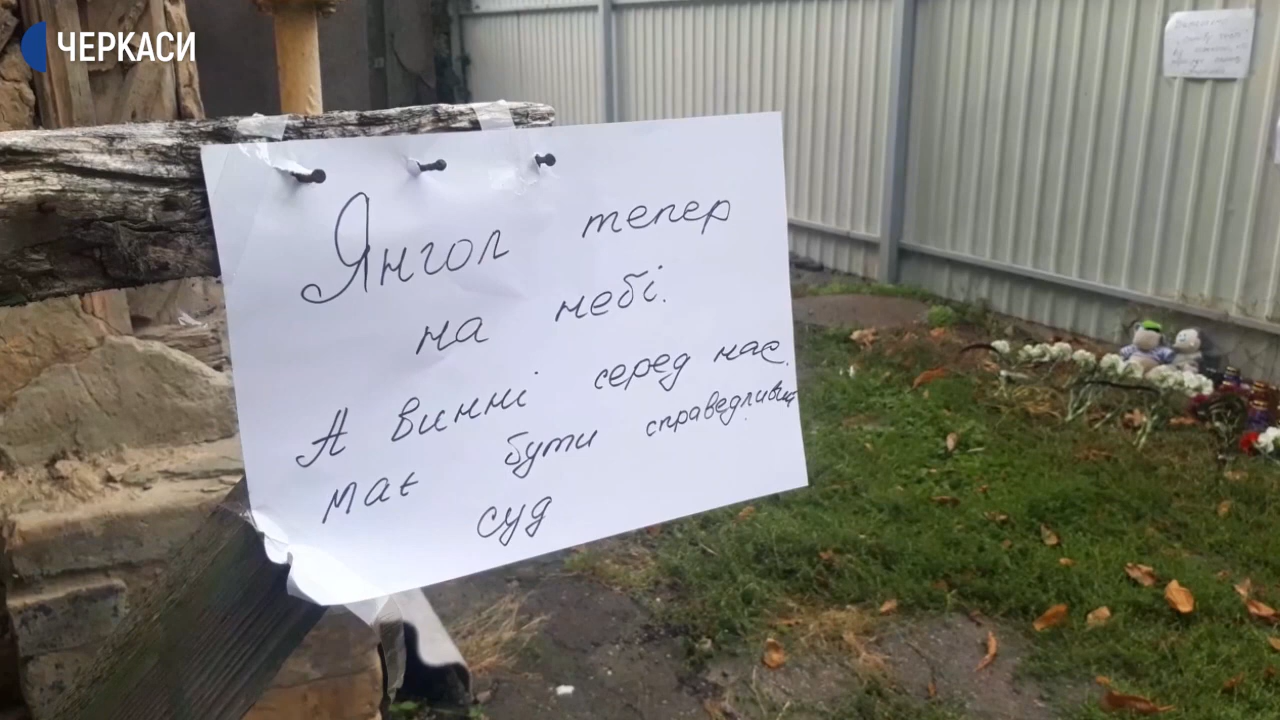 ЧЕРКАСИ
Янгол тепер
на небі.
А винні серед нас.
має бути справедливий
суд